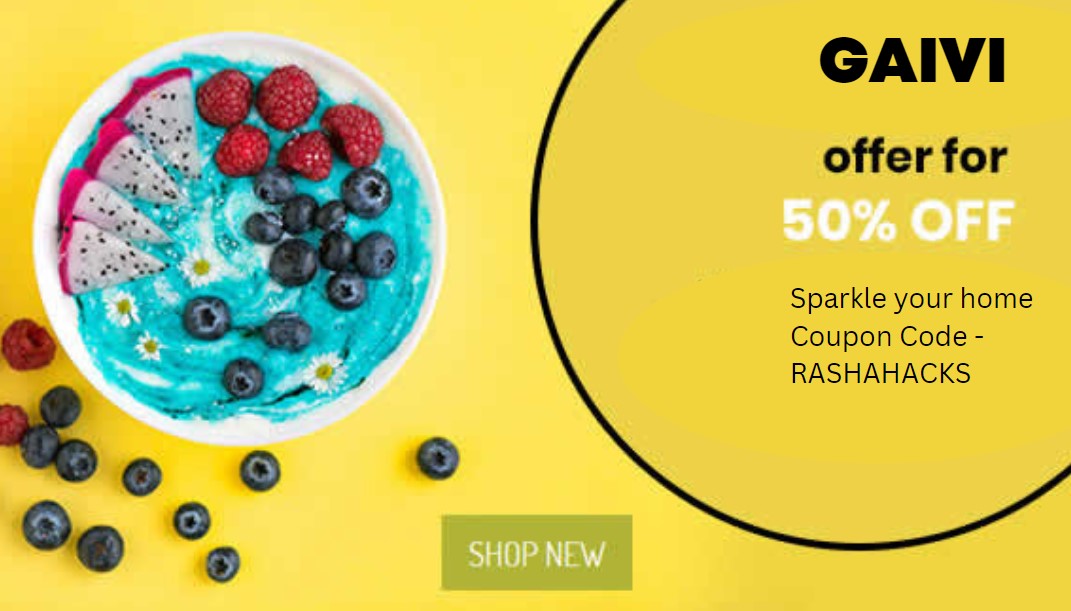 GAIVI
offer for
50% OFF
Sparkle your home
Coupon Code -
RASHAHACKS
SHOP NEW